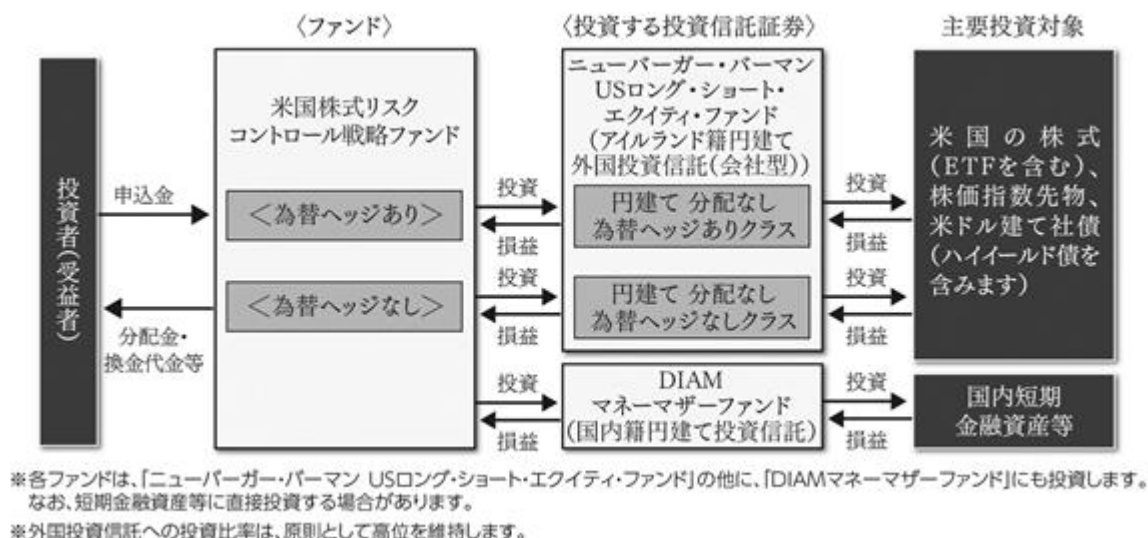 〈ファンド〉
〈投資する投資信託証券〉
主要投資対象
投資者(受益者)
申込金
分配金・
換金代金等
米国株式リスク
コントロール戦略ファンド
<為替ヘッジあり>
<為替ヘッジなし>
投資
損益
投資
損益
投資
損益
ニューバーガー・バーマン
USロング・ショート・
エクイティ・ファンド
(アイルランド籍円建て
外国投資信託(会社型))
円建て 分配なし
為替ヘッジありクラス
円建て 分配なし
為替ヘッジなしクラス
DIAM
マネーマザーファンド
(国内籍円建て投資信託)
投資
損益
投資
損益
投資
損益
米国の株式
(ETFを含む)、
株価指数先物、
米ドル建て社債
(ハイイールド債を
含みます)
国内短期
金融資産等
※各ファンドは、「ニューバーガー・バーマン USロング・ショート・エクイティ・ファンド」の他に、「DIAMマネーマザーファンド」にも投資します。
なお、短期金融資産等に直接投資する場合があります。
※外国投資信託への投資比率は、原則として高位を維持します。